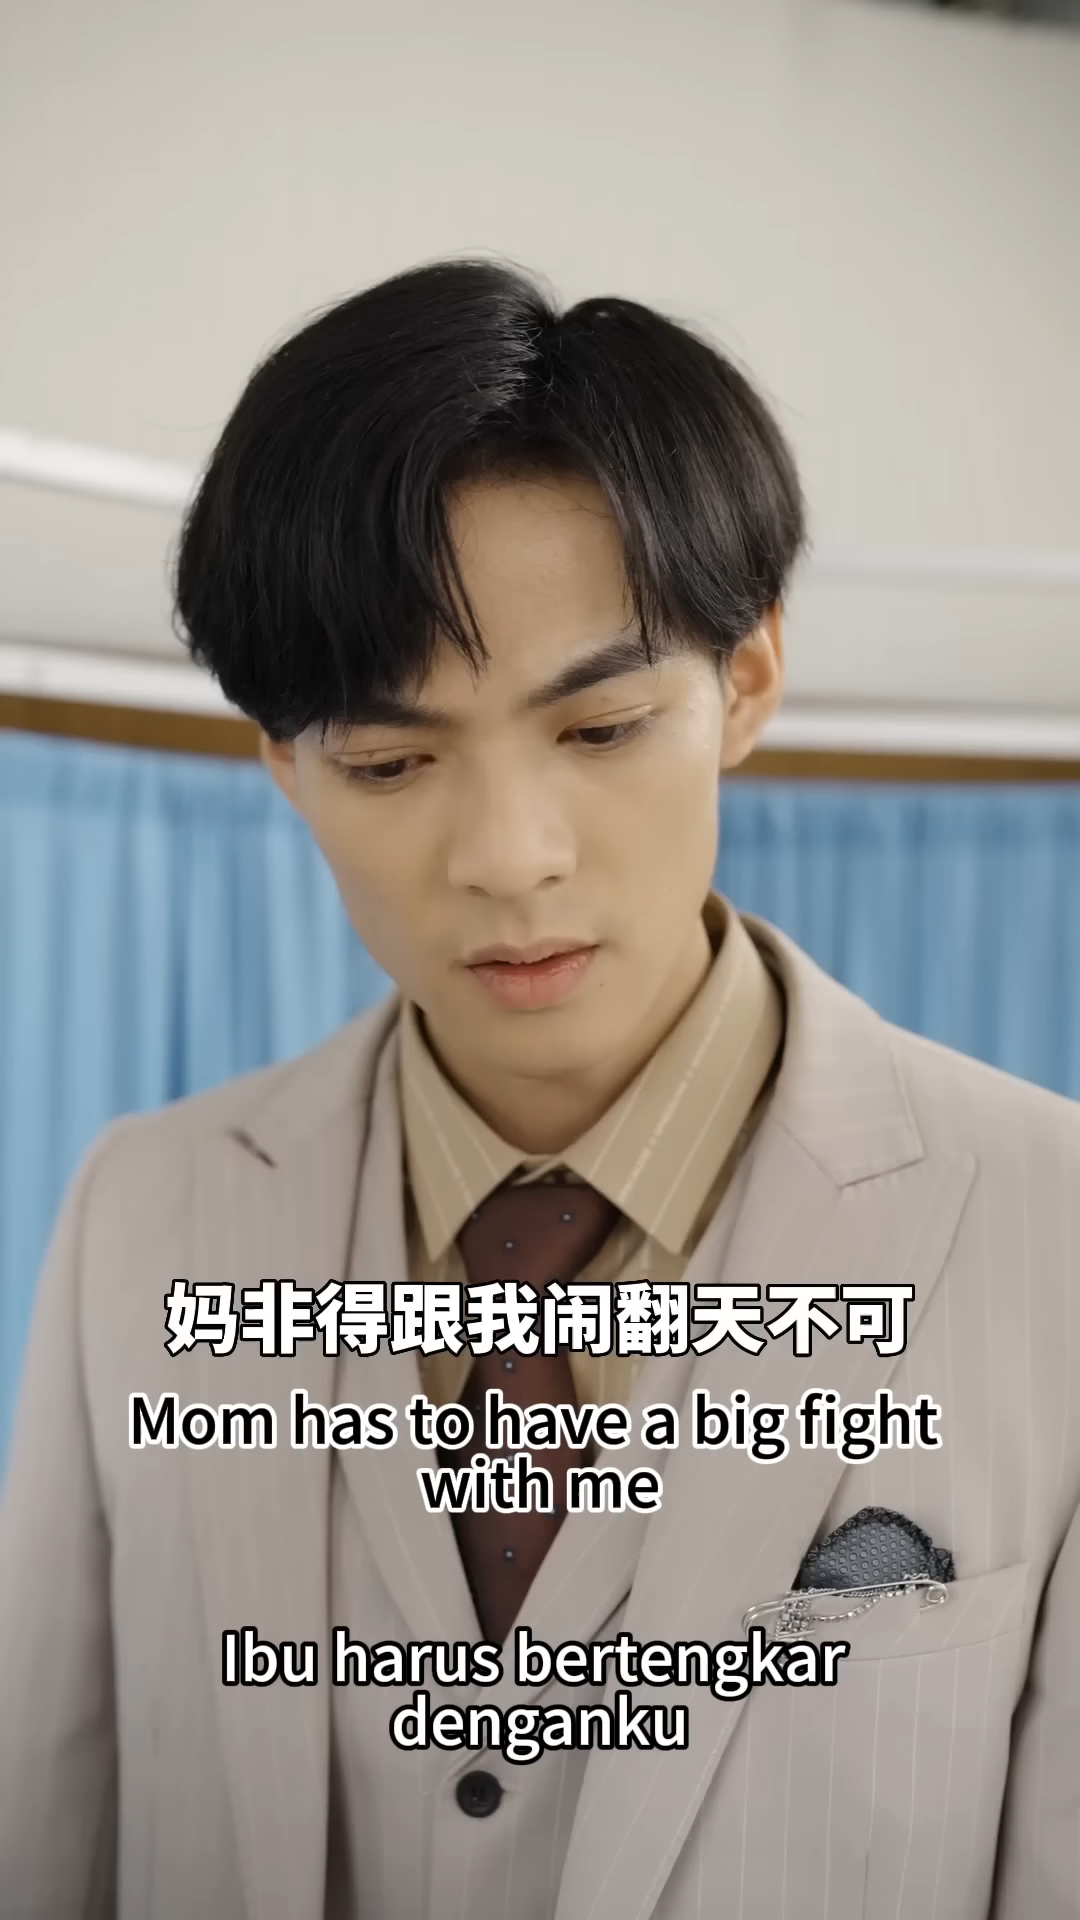 妈非得跟我闹翻天不可
Mom has to have a big fight
with me
Ibu harus bertengkar
denganku